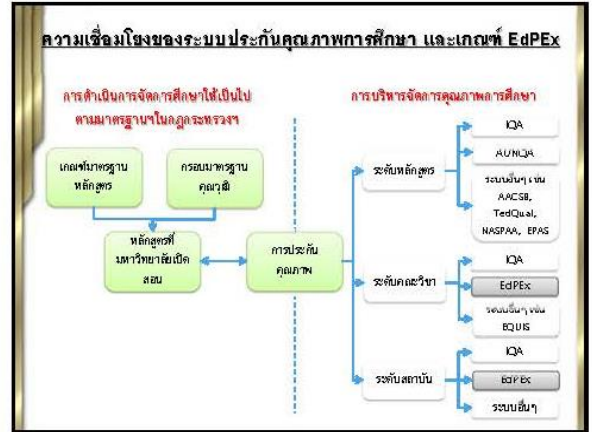 ความเชื่อมโยงของระบบประกันคุณภาพการศึกษา และเกณฑ์ EdPEx
การดำเนินการจัดการศึกษาให้เป็นไป
ตามมาตรฐานฯในกฎกระทรวงฯ
การบริหารจัดการคุณภาพการศึกษา
เกณฑ์มาตรฐาน
หลักสูตร
กรอบมาตรฐาน
คุณวุฒิ
หลักสูตรที่
มหาวิทยาลัยเปิด
สอน
การประกัน
คุณภาพ
ระดับหลักสูตร
IQA
AUNQA
ระบบอื่นๆ เช่น
AACSB,
TedQual,
NASPAA, EPAS
ระดับคณะวิชา
IQA
EdPEx
ระบบอื่นๆ เช่น
EQUIS
ระดับสถาบัน
IQA
EdPEx
ระบบอื่นๆ